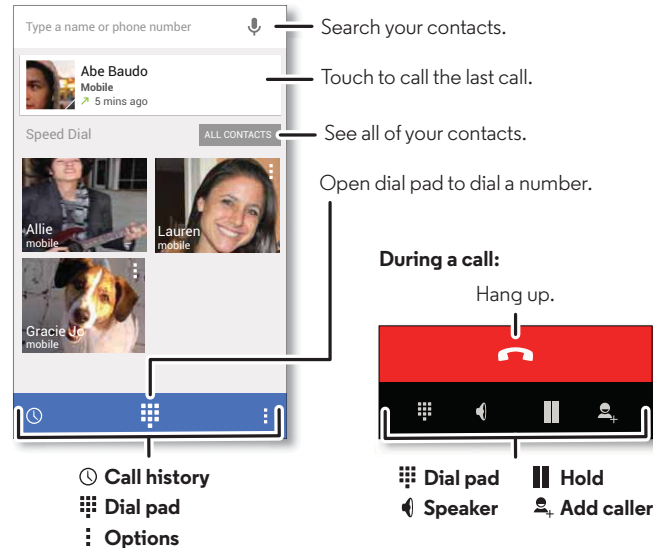 Type a name or phone number
Search your contacts.
Abe Baudo
Mobile
5 mins ago
Touch to call the last call.
Speed Dial
ALL CONTACTS
See all of your contacts.
Open dial pad to dial a number.
Allie
mobile
Lauren
mobile
Gracie Jo
mobile
During a call:
Hang up.
Call history
Dial pad
Options
Dial pad
Hold
Speaker
Add caller